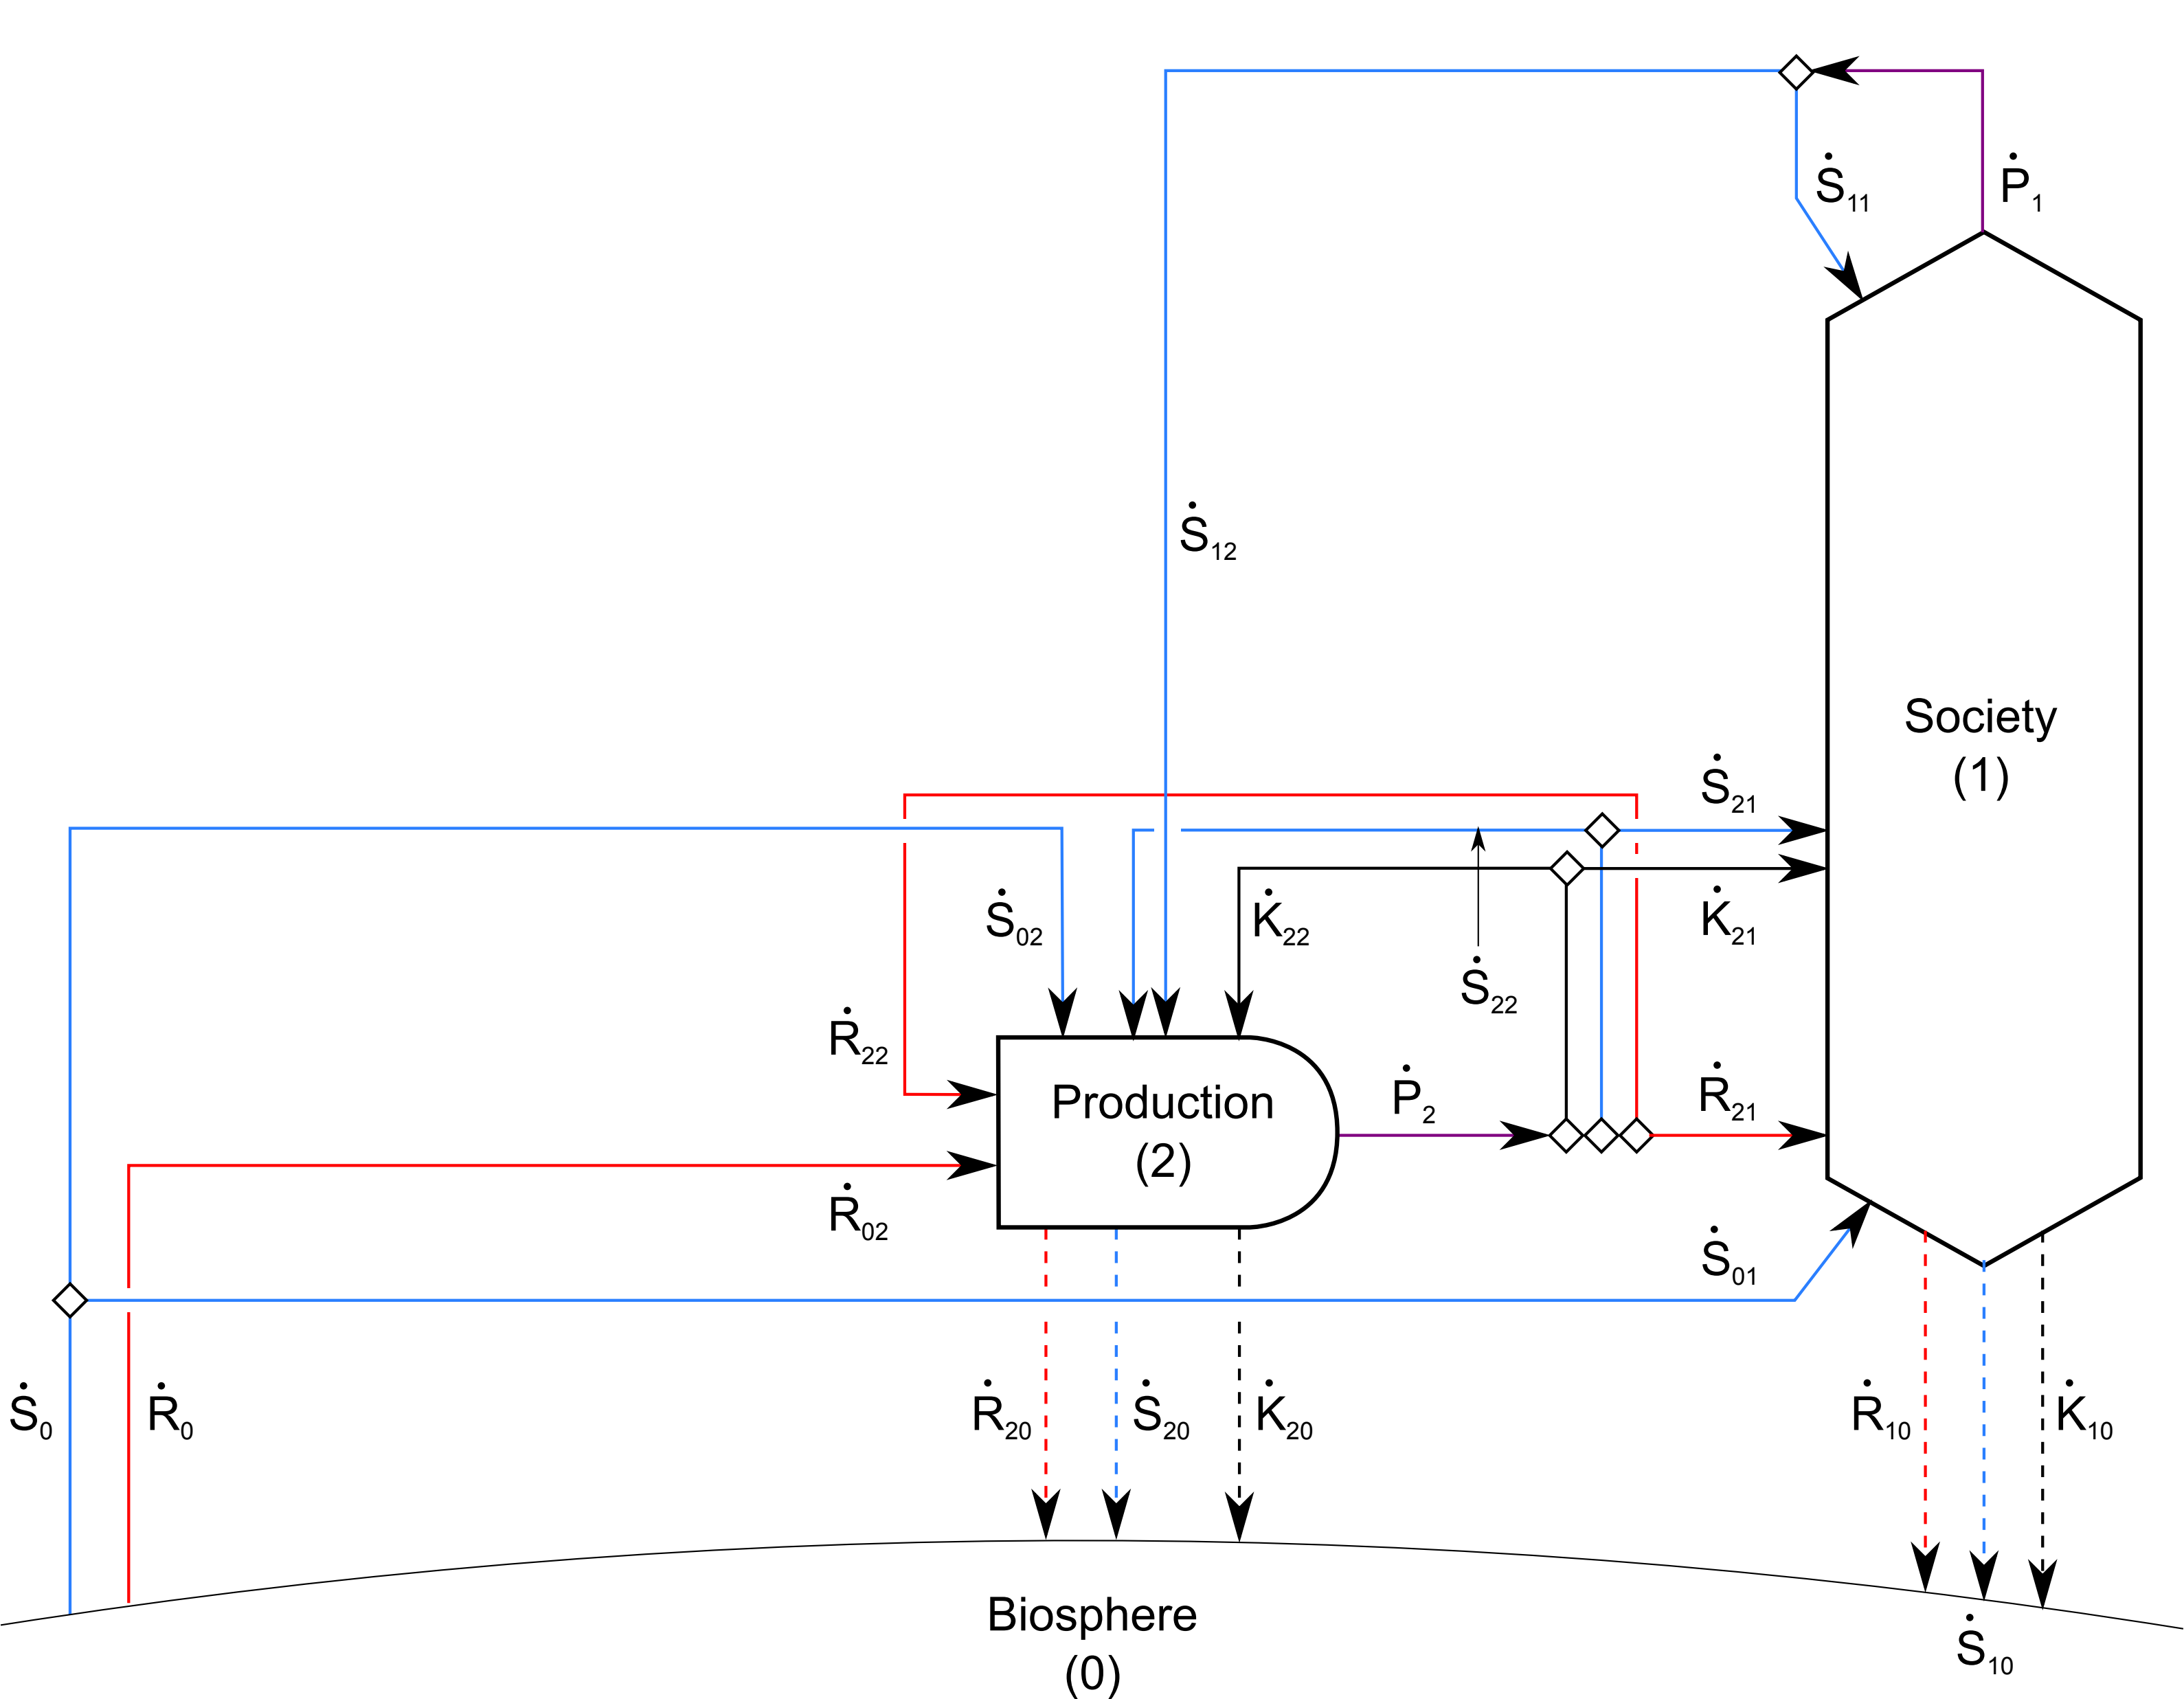 Ṡ₁₁
Ṗ₁
Ṡ₁₂
Society
(1)
Ṡ₂₁
Ṡ₀₂
K̇₂₂
K̇₂₁
Ṡ₂₂
Ṙ₂₂
Production
(2)
Ṗ₂
Ṙ₂₁
Ṙ₀₂
Ṡ₀₁
Ṡ₀
Ṙ₀
Ṙ₂₀
Ṡ₂₀
K̇₂₀
Ṙ₁₀
K̇₁₀
Biosphere
(0)
Ṡ₁₀